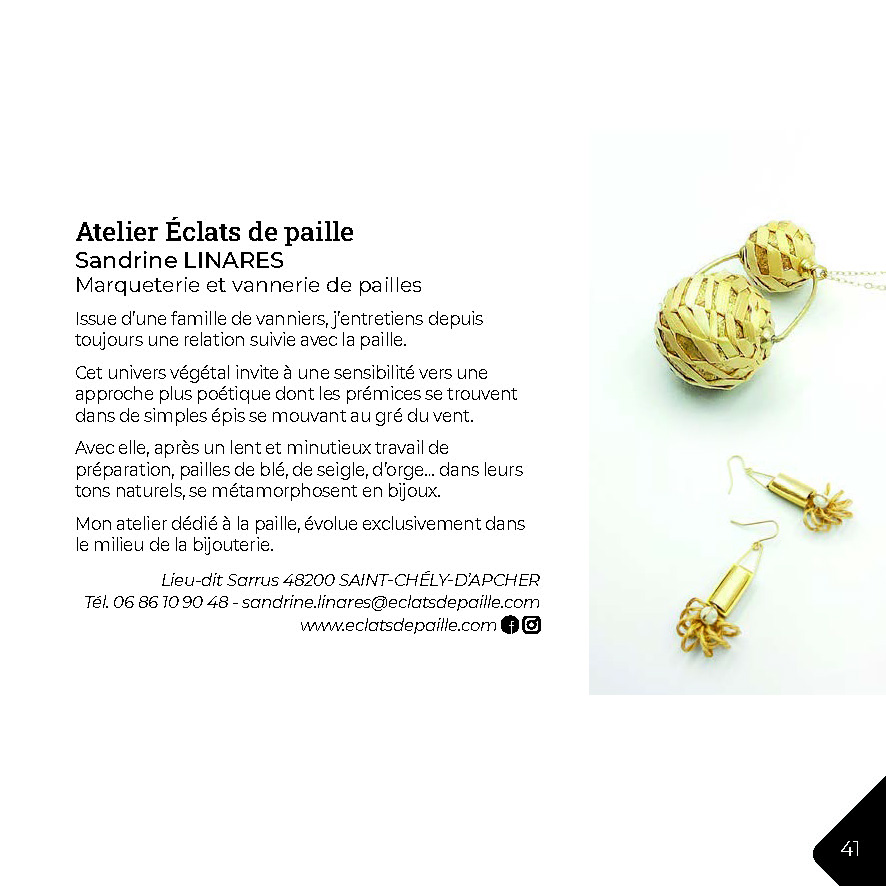 Atelier Éclats de paille
Sandrine LINARES
Marqueterie et vannerie de pailles
Issue d'une famille de vanniers, j'entretiens depuis
toujours une relation suivie avec la paille.
Cet univers végétal invite à une sensibilité vers une
approche plus poétique dont les prémices se trouvent
dans de simples épis se mouvant au gré du vent.
Avec elle, après un lent et minutieux travail de
préparation, pailles de blé, de seigle, d'orge... dans leurs
tons naturels, se métamorphosent en bijoux.
Mon atelier dédié à la paille, évolue exclusivement dans
le milieu de la bijouterie.
Lieu-dit Sarrus 48200 SAINT-CHÉLY-D'APCHER
Tél. 06 86 10 90 48 - sandrine.linares@eclatsdepaille.com
www.eclatsdepaille.com
41